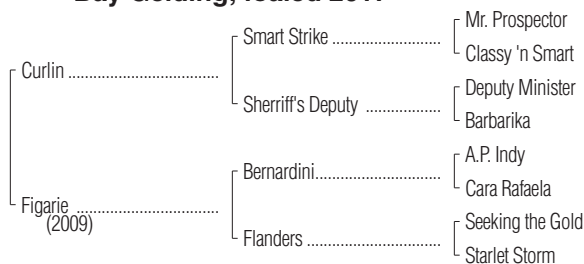 Mr. Prospector
Smart Strike ............................
Classy 'n Smart
Curlin .......................................
Deputy Minister
Sherriff's Deputy ...................
Barbarika
A.P. Indy
Bernardini.............................
Cara Rafaela
Figarie .....................................
(2009)
Seeking the Gold
Flanders ...............................
Starlet Storm